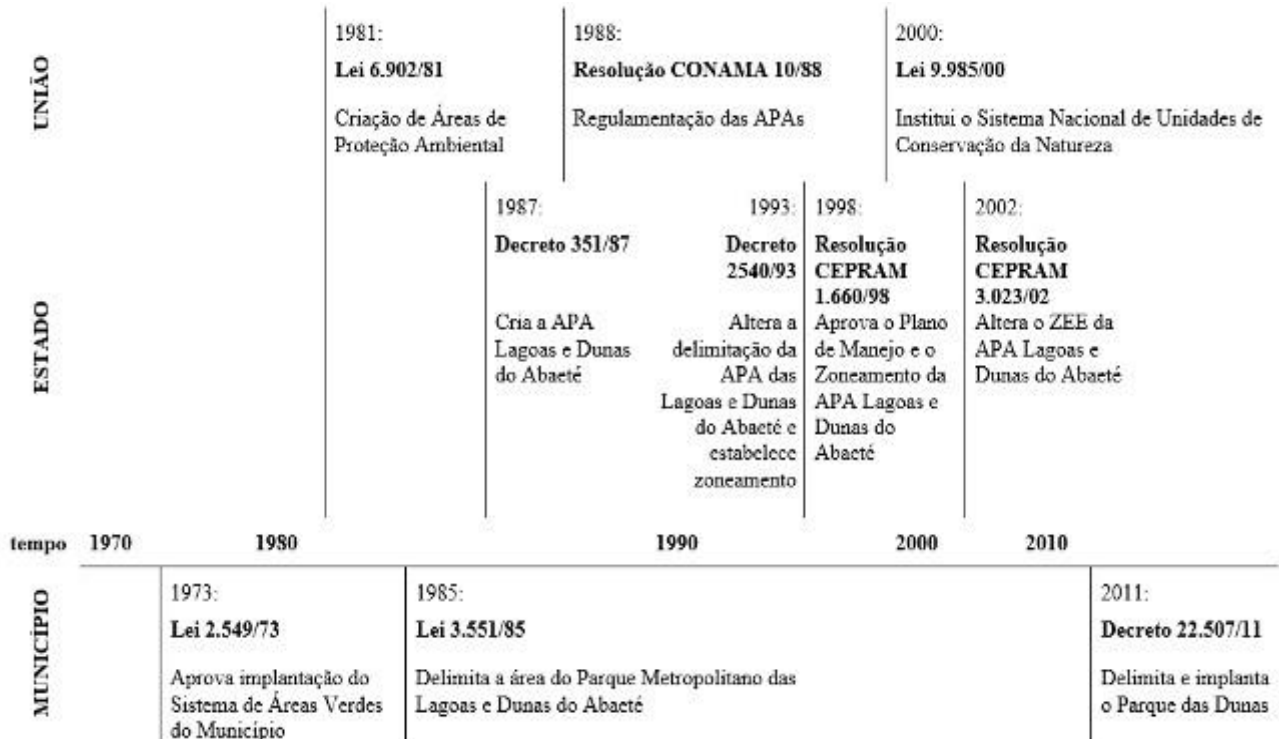 UNIÃO
1981:
Lei 6.902/81
Criação de Áreas de
Proteção Ambiental
1988:
Resolução CONAMA 10/88
Regulamentação das APAs
2000:
Lei 9.985/00
Institui o Sistema Nacional de Unidades de
Conservação da Natureza
ESTADO
1987:
Decreto 351/87
Cria a APA
Lagoas e Dunas
do Abaeté
1993:
Decreto
2540/93
Altera a
delimitação da
APA das
Lagoas e Dunas
do Abaeté e
estabelece
zoneamento
1998:
Resolução
CEPRAM
1.660/98
Aprova o Plano
de Manejo e o
Zoneamento da
APA Lagoas e
Dunas do
Abaeté
2002:
Resolução
CEPRAM
3.023/02
Altera o ZEE da
APA Lagoas e
Dunas do Abaeté
tempo 1970 1980 1990 2000 2010
MUNICÍPIO
1973:
Lei 2.549/73
Aprova implantação do
Sistema de Áreas Verdes
do Município
1985:
Lei 3.551/85
Delimita a área do Parque Metropolitano das
Lagoas e Dunas do Abaeté
2011:
Decreto 22.507/11
Delimita e implanta
o Parque das Dunas